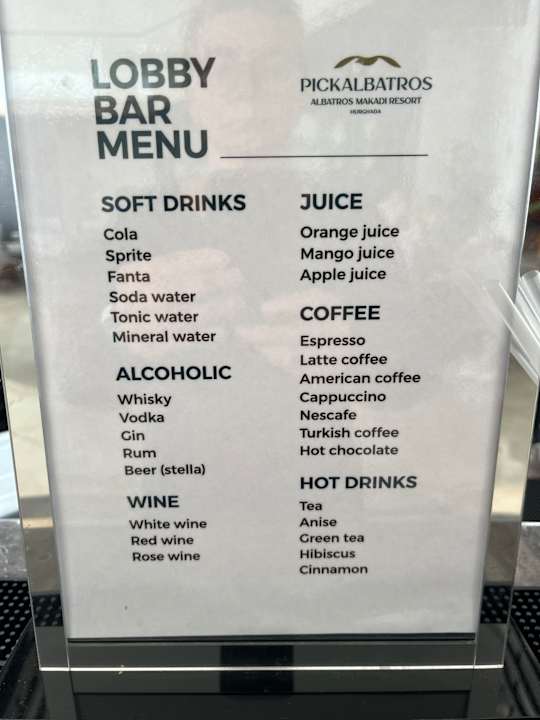 LOBBY
BAR
MENU
PICKALBATROS
ALBATROS MAKADI RESORT
HURGHADA
SOFT DRINKS
Cola
Sprite
Fanta
Soda water
Tonic water
Mineral water
ALCOHOLIC
Whisky
Vodka
Gin
Rum
Beer (stella)
WINE
White wine
Red wine
Rose wine
JUICE
Orange juice
Mango juice
Apple juice
COFFEE
Espresso
Latte coffee
American coffee
Cappuccino
Nescafe
Turkish coffee
Hot chocolate
HOT DRINKS
Tea
Anise
Green tea
Hibiscus
Cinnamon